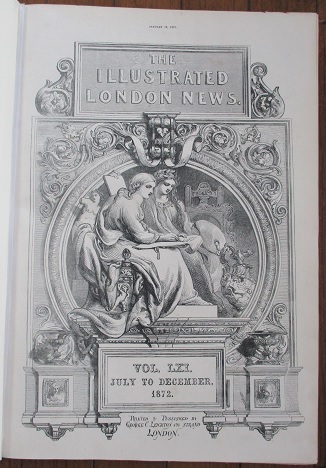 THE
ILLUSTRATED
LONDON NEWS.
VOL. LXI.
JULY TO DECEMBER,
1872.
PRINTED & PUBLISHED BY
GEORGE C. LEIGHTON 198 STRAND
LONDON.